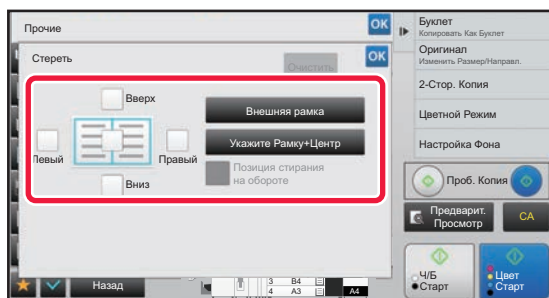 Прочие
OK
Стереть
OK
Очистить
Вверх
Левый
Правый
Вниз
Внешняя рамка
Укажите Рамку+Центр
Позиция стирания
на обороте
Назад
3 B4
4 A3
A4
Буклет
Копировать Как Буклет
Оригинал
Изменить Размер/Направл.
2-Стор. Копия
Цветной Режим
Настройка Фона
Проб. Копия
Предварит.
Просмотр
CA
Ч/Б
Старт
Цвет
Старт